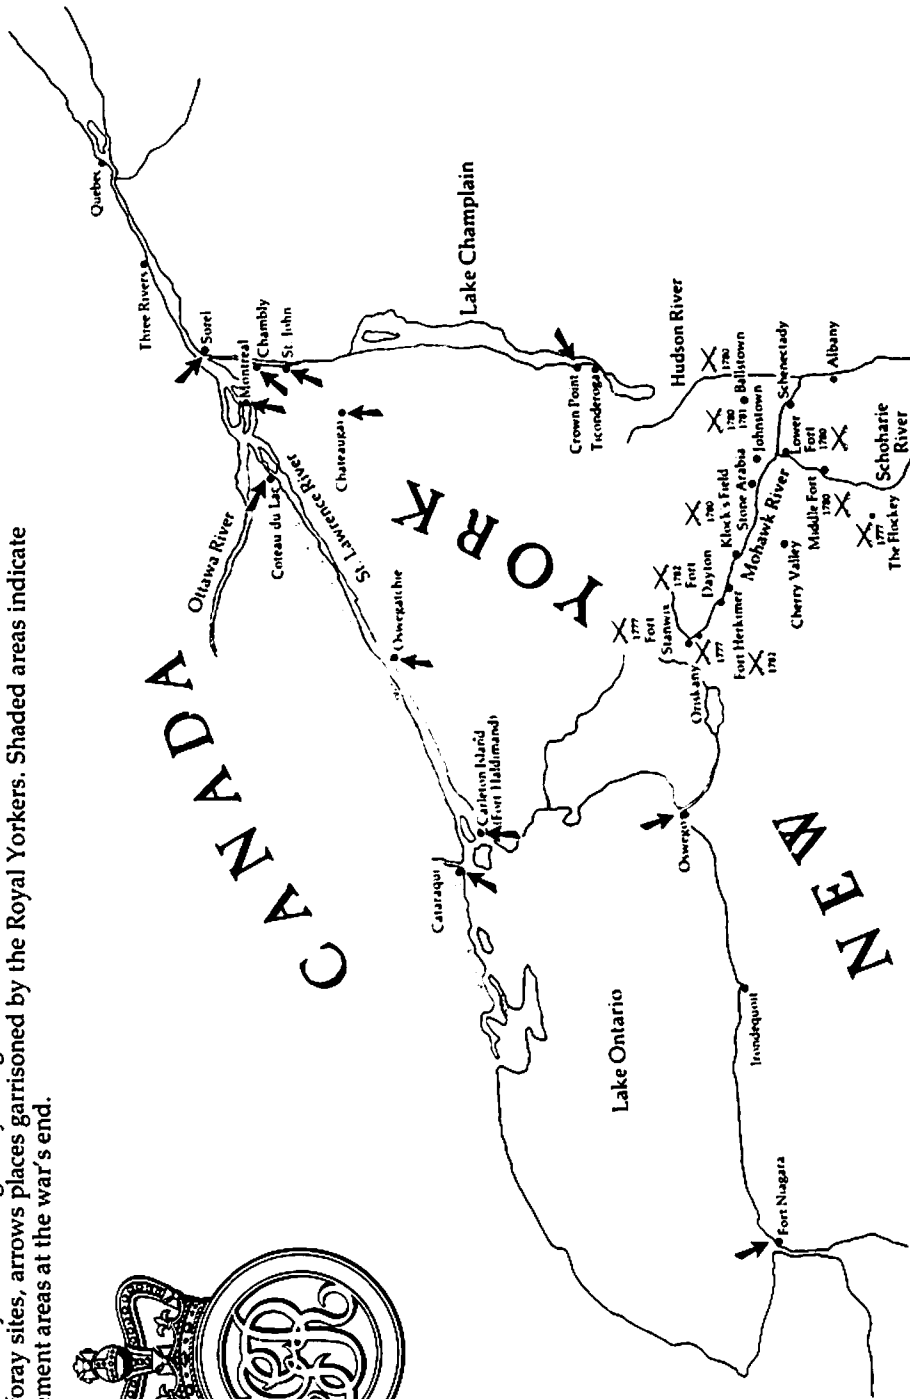 foray sites, arrows places garrisoned by the Royal Yorkers. Shaded areas indicate
ement areas at the war's end.
CANADA
NEW YORK
Quebec
Three Rivers
Sorel
Montreal
Chambly
St. John
Chateaugai
Ottawa River
Coteau du Lac
St. Lawrence River
Oswegatchie
Carleton Island
(Fort Haldimand)
Cataraqui
Lake Champlain
Crown Point
Ticonderoga
Hudson River
1780
Ballstown
1780
1781
Johnstown
Schenectady
Albany
Lower
Fort
1780
Schoharie
River
Middle Fort
1780
1777
The Flockey
Cherry Valley
Mohawk River
Stone Arabia
Klock's Field
1780
1782
Fort
Dayton
Fort Herkimer
1782
1777
Fort
Stanwix
Oriskany
1777
Oswego
Lake Ontario
Irondequoit
Fort Niagara